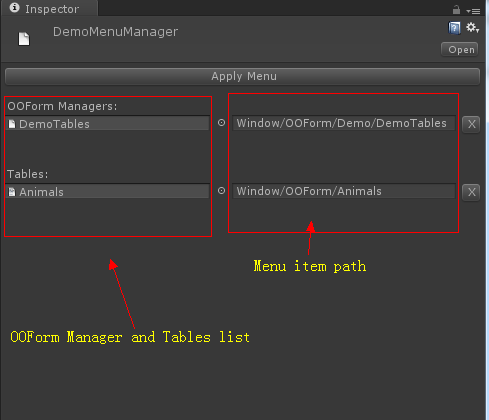 Inspector
DemoMenuManager
Open
Apply Menu
OOForm Managers:
DemoTables
Window/OOForm/Demo/DemoTables
X
Tables:
Animals
Window/OOForm/Animals
X
Menu item path
OOForm Manager and Tables list